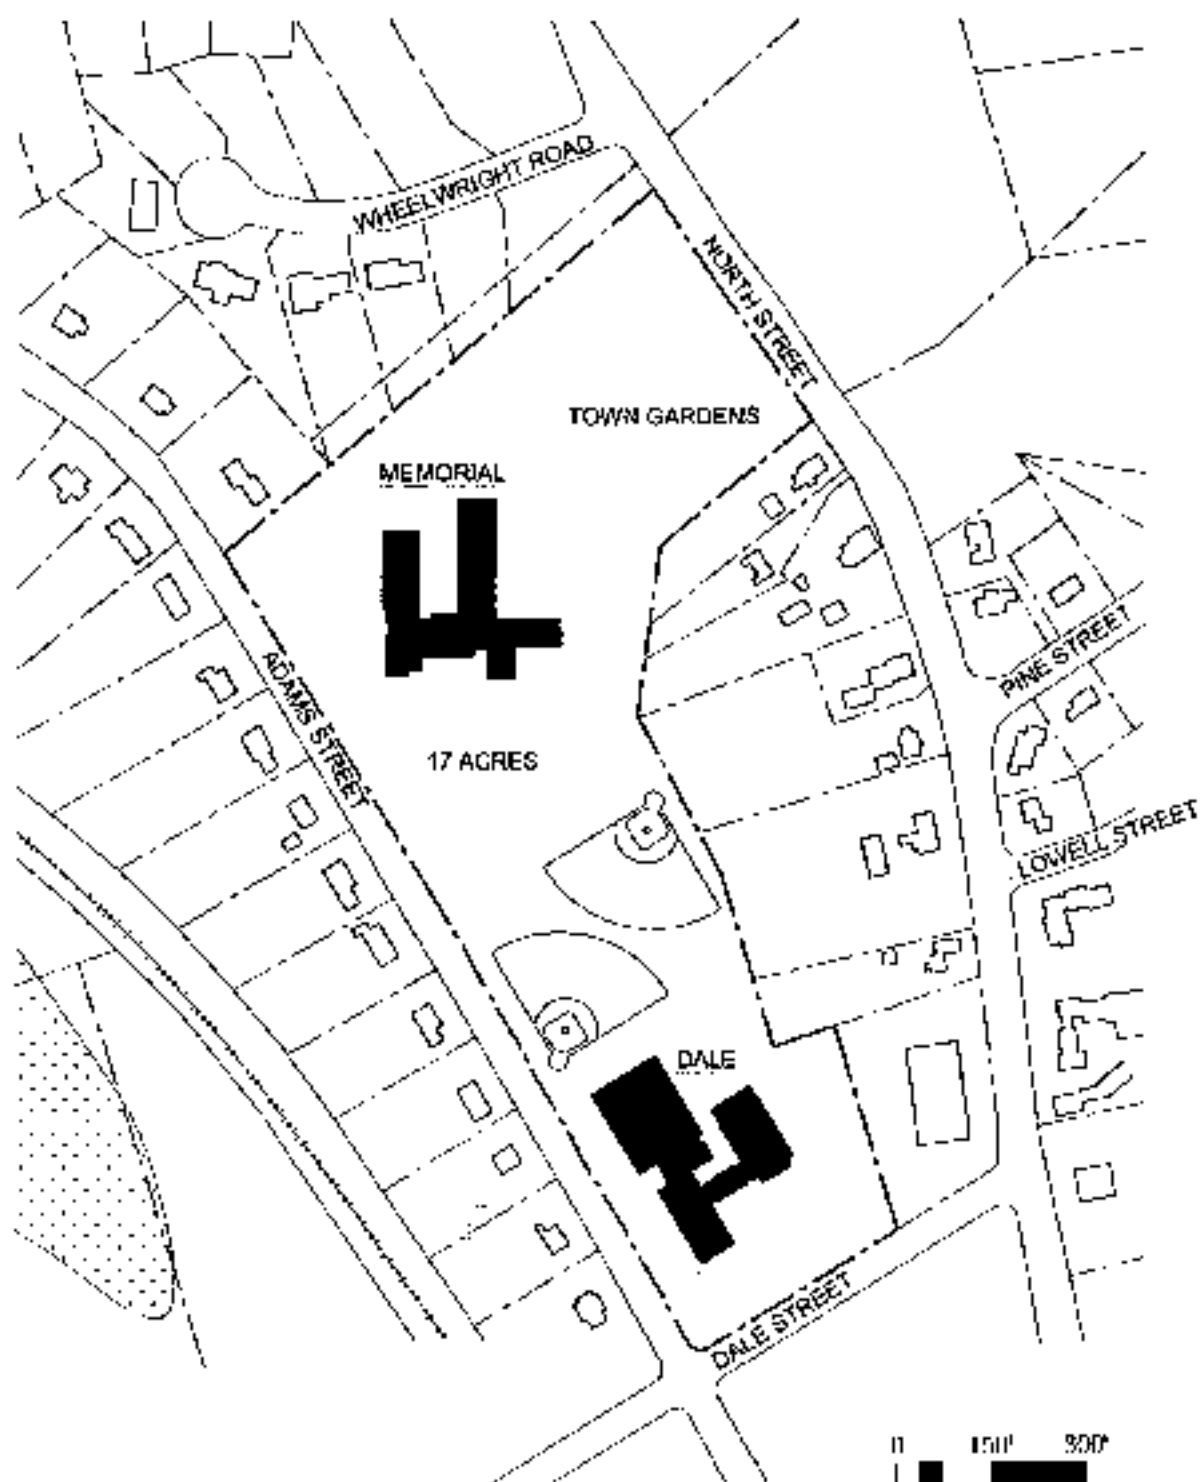 WHEELWRIGHT ROAD
NORTH STREET
TOWN GARDENS
MEMORIAL
ADAMS STREET
PINE STREET
17 ACRES
LOWELL STREET
DALE
DALE STREET
0 150' 300'